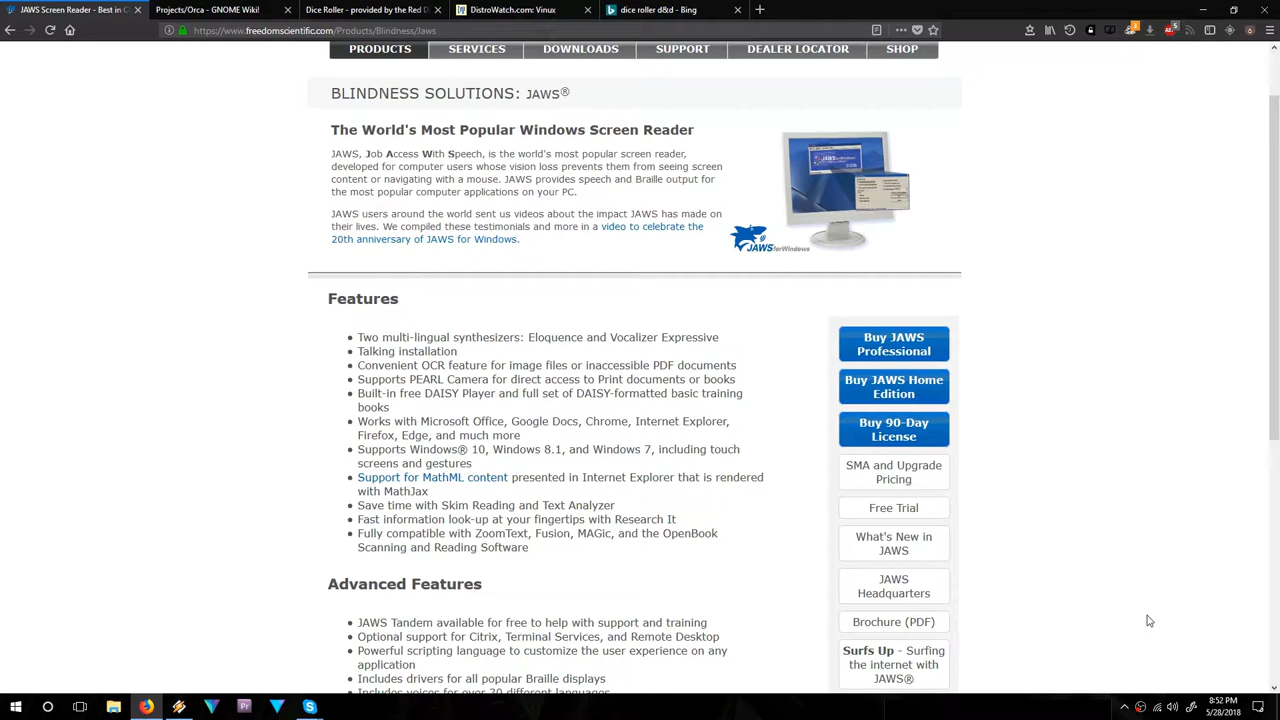 JAWS Screen Reader - Best in C
Projects/Orca - GNOME Wiki!
Dice Roller - provided by the Red D
DistroWatch.com: Vinux
dice roller d&d - Bing
https://www.freedomscientific.com/Products/Blindness/Jaws
PRODUCTS
SERVICES
DOWNLOADS
SUPPORT
DEALER LOCATOR
SHOP
BLINDNESS SOLUTIONS: JAWS®
The World's Most Popular Windows Screen Reader
JAWS, Job Access With Speech, is the world's most popular screen reader,
developed for computer users whose vision loss prevents them from seeing screen
content or navigating with a mouse. JAWS provides speech and Braille output for
the most popular computer applications on your PC.
JAWS users around the world sent us videos about the impact JAWS has made on
their lives. We compiled these testimonials and more in a video to celebrate the
20th anniversary of JAWS for Windows.
JAWS for Windows
Features
Two multi-lingual synthesizers: Eloquence and Vocalizer Expressive
Talking installation
Convenient OCR feature for image files or inaccessible PDF documents
Supports PEARL Camera for direct access to Print documents or books
Built-in free DAISY Player and full set of DAISY-formatted basic training
books
Works with Microsoft Office, Google Docs, Chrome, Internet Explorer,
Firefox, Edge, and much more
Supports Windows® 10, Windows 8.1, and Windows 7, including touch
screens and gestures
Support for MathML content presented in Internet Explorer that is rendered
with MathJax
Save time with Skim Reading and Text Analyzer
Fast information look-up at your fingertips with Research It
Fully compatible with ZoomText, Fusion, MAGic, and the OpenBook
Scanning and Reading Software
Advanced Features
JAWS Tandem available for free to help with support and training
Optional support for Citrix, Terminal Services, and Remote Desktop
Powerful scripting language to customize the user experience on any
application
Includes drivers for all popular Braille displays
Includes voices for over 30 different languages
Buy JAWS
Professional
Buy JAWS Home
Edition
Buy 90-Day
License
SMA and Upgrade
Pricing
Free Trial
What's New in
JAWS
JAWS
Headquarters
Brochure (PDF)
Surfs Up - Surfing
the internet with
JAWS®
8:52 PM
5/28/2018